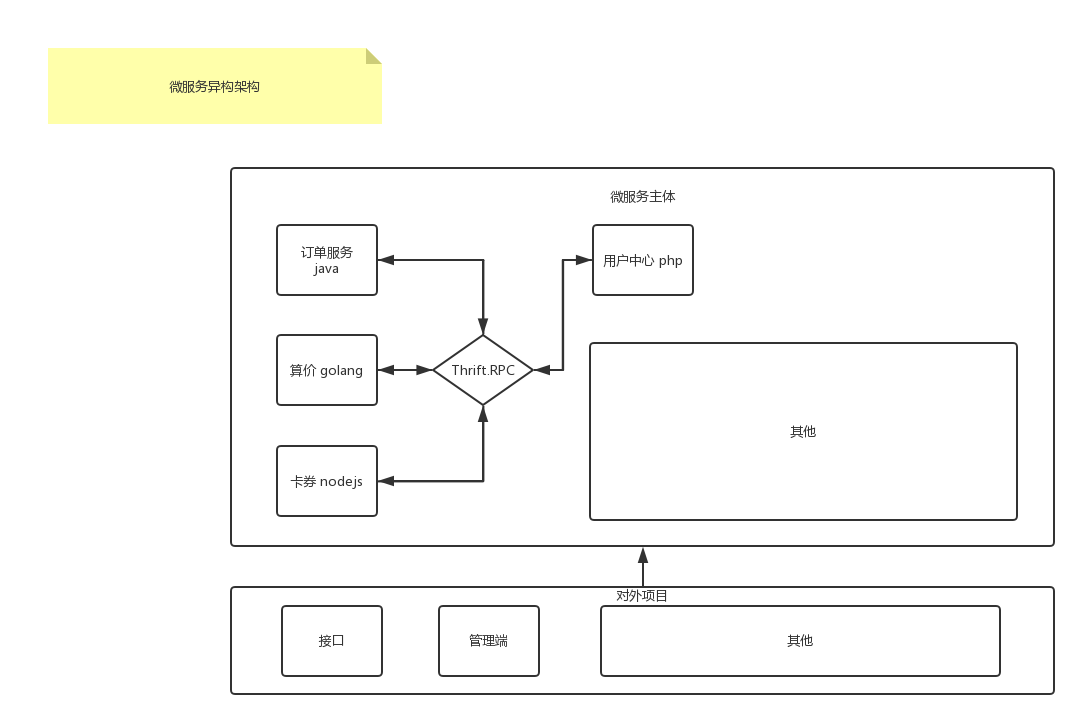 微服务异构架构
微服务主体
订单服务
java
用户中心 php
算价 golang
Thrift.RPC
其他
卡券 nodejs
对外项目
接口
管理端
其他